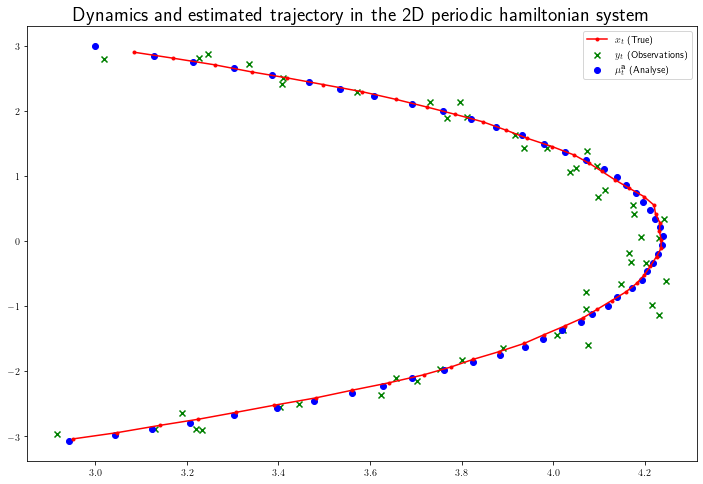 Dynamics and estimated trajectory in the 2D periodic hamiltonian system
x_t (True)
y_t (Observations)
μ_t^a (Analyse)
3
2
1
0
−1
−2
−3
3.0 3.2 3.4 3.6 3.8 4.0 4.2